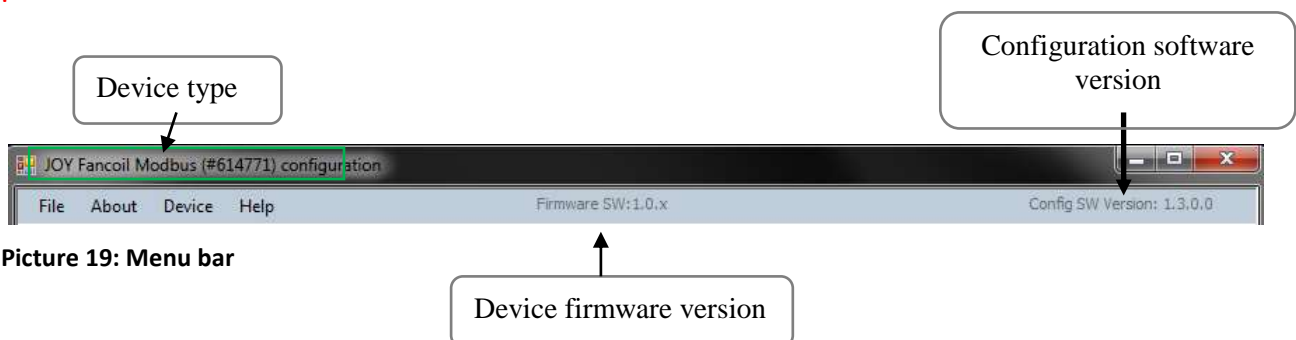 Configuration software
version
Device type
JOY Fancoil Modbus (#614771) configuration
File About Device Help Firmware SW:1.0.x Config SW Version: 1.3.0.0
Picture 19: Menu bar
Device firmware version